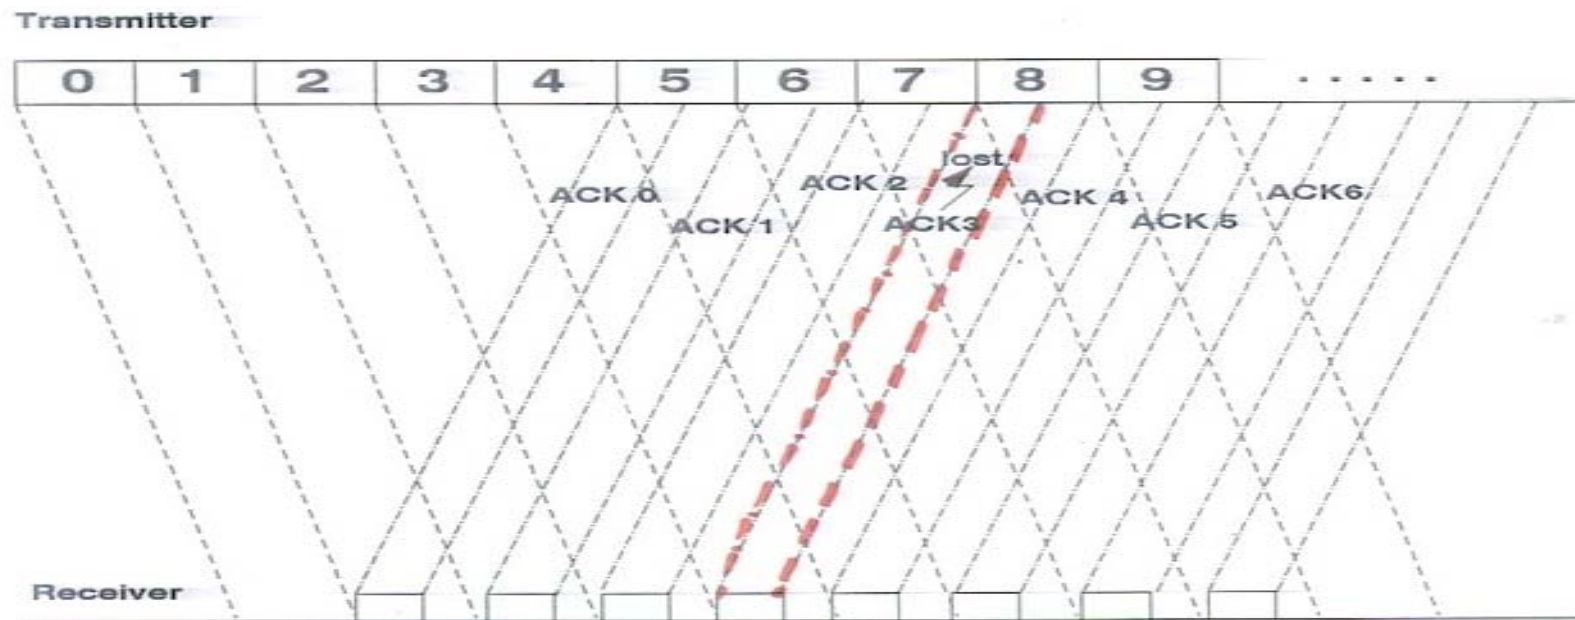 Transmitter
0 1 2 3 4 5 6 7 8 9 . . . . .
lost
ACK 0 ACK 2 ACK 4 ACK6
ACK 1 ACK3 ACK 5
Receiver